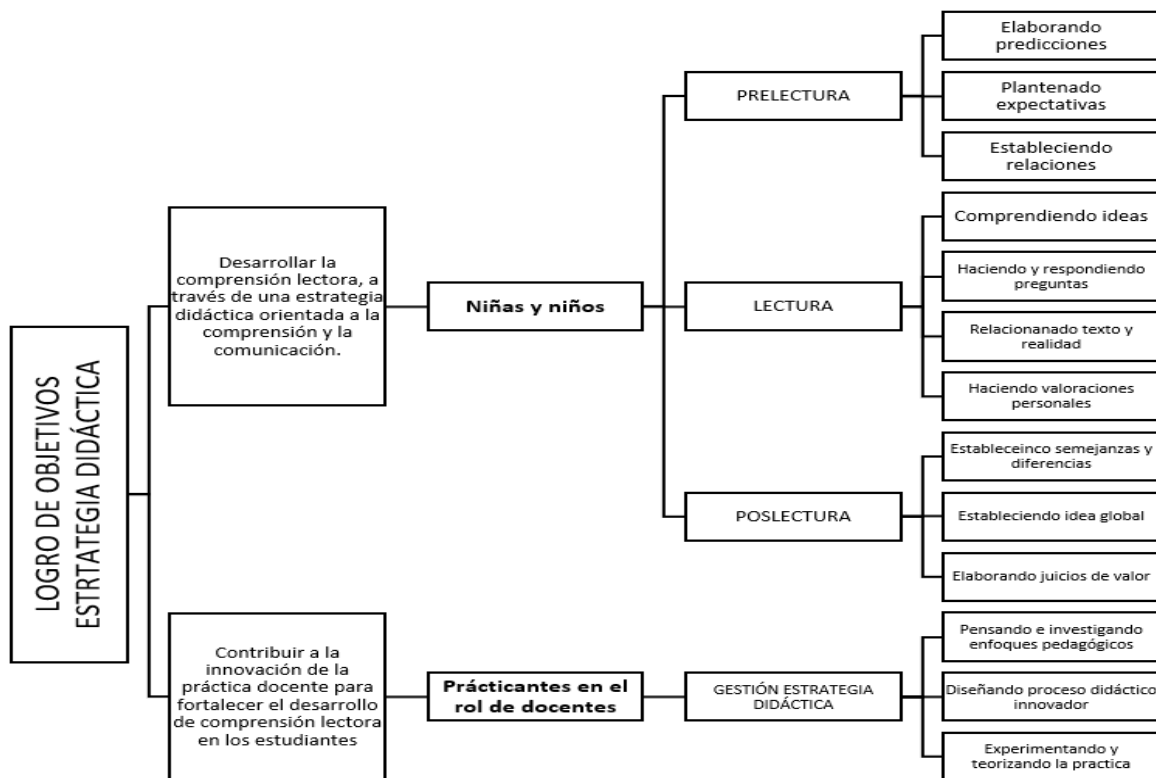 LOGRO DE OBJETIVOS
ESTRTATEGIA DIDÁCTICA
Desarrollar la
comprensión lectora, a
través de una estrategia
didáctica orientada a la
comprensión y la
comunicación.
Niñas y niños
PRELECTURA
Elaborando
predicciones
Plantenado
expectativas
Estableciendo
relaciones
LECTURA
Comprendiendo ideas
Haciendo y respondiendo
preguntas
Relacionanado texto y
realidad
Haciendo valoraciones
personales
POSLECTURA
Estableceinco semejanzas y
diferencias
Estableciendo idea global
Elaborando juicios de valor
Contribuir a la
innovación de la
práctica docente para
fortalecer el desarrollo
de comprensión lectora
en los estudiantes
Prácticantes en el
rol de docentes
GESTIÓN ESTRATEGIA
DIDÁCTICA
Pensando e investigando
enfoques pedagógicos
Diseñando proceso didáctico
innovador
Experimentando y
teorizando la practica